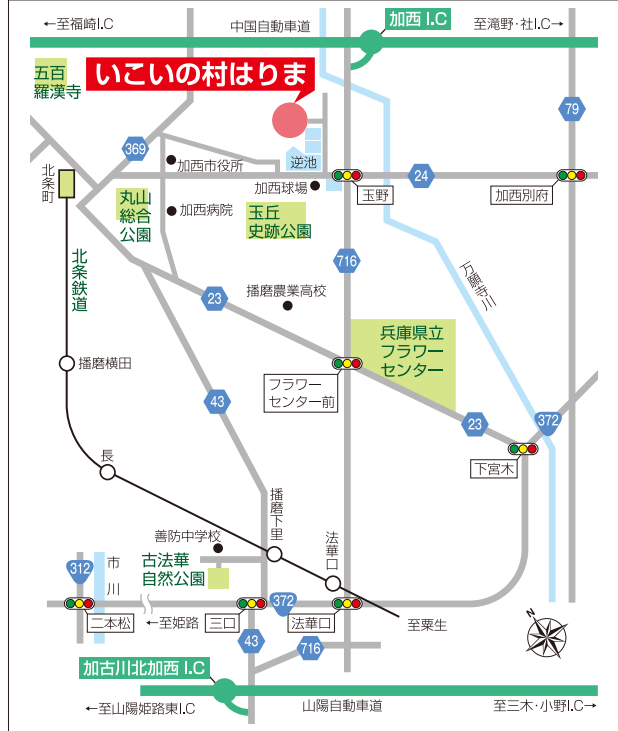 ←至福崎I.C
中国自動車道
加西 I.C
至滝野・社I.C→
五百
羅漢寺
いこいの村はりま
79
369
北条町
加西市役所
逆池
加西球場
玉野
24
加西別府
丸山
総合
公園
加西病院
玉丘
史跡公園
716
万願寺川
北条鉄道
23
播磨農業高校
兵庫県立
フラワー
センター
播磨横田
フラワー
センター前
43
23
372
下宮木
長
播磨下里
法華口
善防中学校
古法華
自然公園
312
市川
372
二本松
←至姫路
三口
法華口
至粟生
N
43
716
加古川北加西 I.C
←至山陽姫路東I.C
山陽自動車道
至三木・小野I.C→